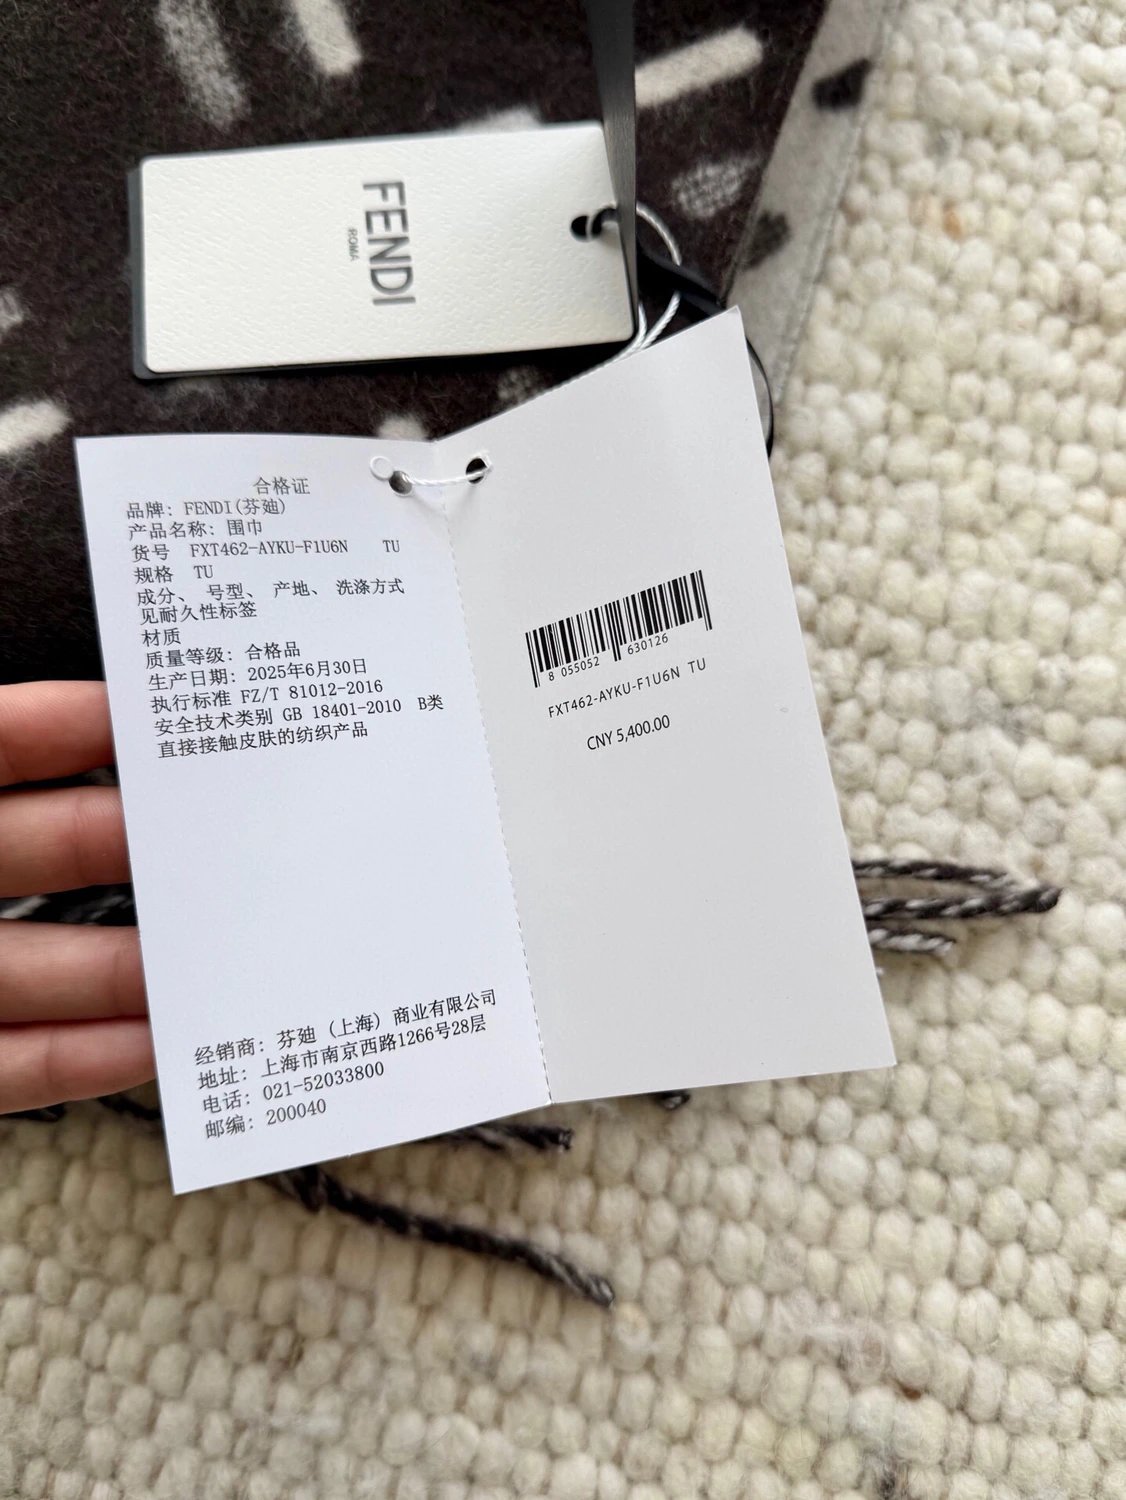 FENDI
ROMA
合格证
品牌: FENDI(芬迪)
产品名称: 围巾
货号 FXT462-AYKU-F1U6N TU
规格 TU
成分、 号型、 产地、 洗涤方式
见耐久性标签
材质
质量等级: 合格品
生产日期: 2025年6月30日
执行标准 FZ/T 81012-2016
安全技术类别 GB 18401-2010 B类
直接接触皮肤的纺织产品
经销商: 芬迪 (上海) 商业有限公司
地址: 上海市南京西路1266号28层
电话: 021-52033800
邮编: 200040
8 055052 630126
FXT462-AYKU-F1U6N TU
CNY 5,400.00